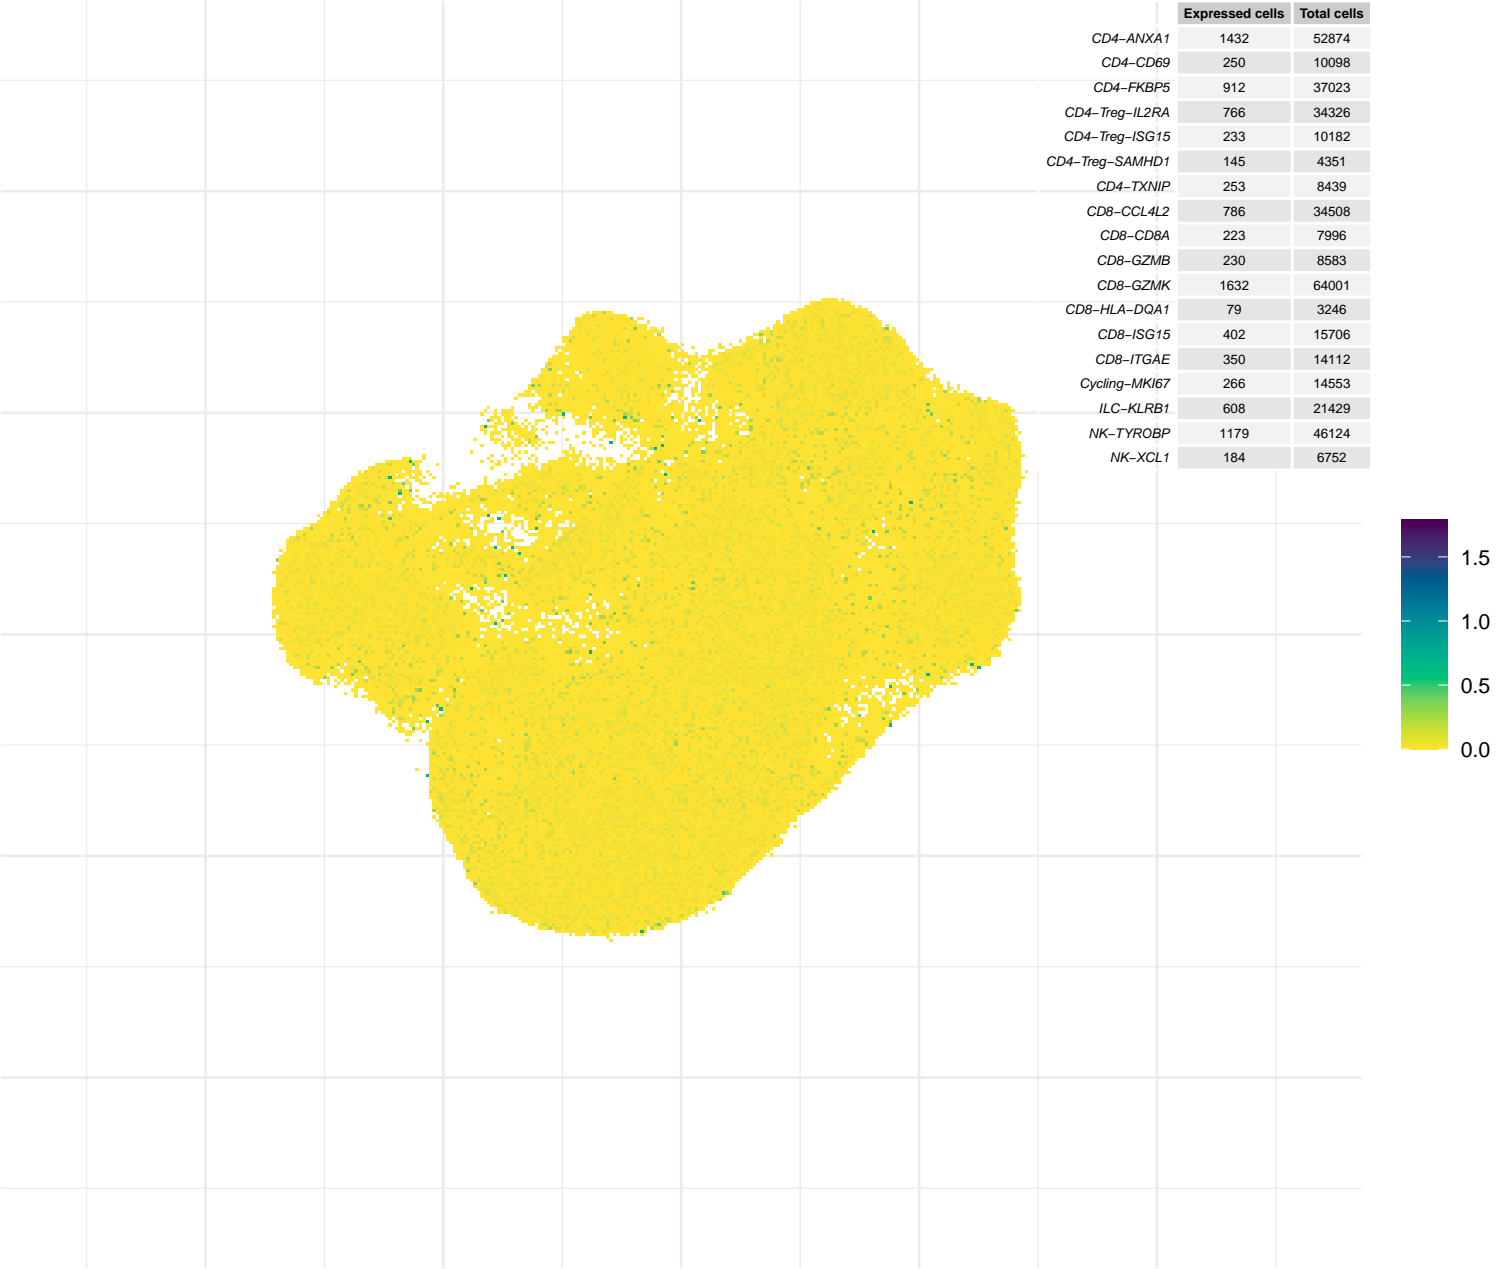 Expressed cells Total cells
CD4−ANXA1 1432 52874
CD4−CD69 250 10098
CD4−FKBP5 912 37023
CD4−Treg−IL2RA 766 34326
CD4−Treg−ISG15 233 10182
CD4−Treg−SAMHD1 145 4351
CD4−TXNIP 253 8439
CD8−CCL4L2 786 34508
CD8−CD8A 223 7996
CD8−GZMB 230 8583
CD8−GZMK 1632 64001
CD8−HLA−DQA1 79 3246
CD8−ISG15 402 15706
CD8−ITGAE 350 14112
Cycling−MKI67 266 14553
ILC−KLRB1 608 21429
NK−TYROBP 1179 46124
NK−XCL1 184 6752
1.5
1.0
0.5
0.0